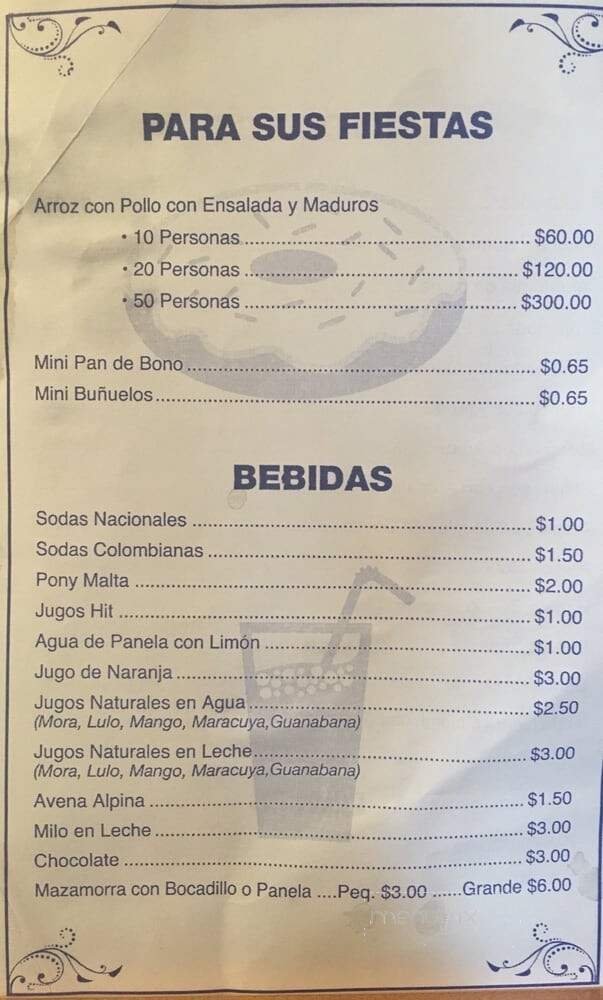 PARA SUS FIESTAS
Arroz con Pollo con Ensalada y Maduros
• 10 Personas ........ $60.00
• 20 Personas ........ $120.00
• 50 Personas ........ $300.00
Mini Pan de Bono ........ $0.65
Mini Buñuelos ........ $0.65
BEBIDAS
Sodas Nacionales ........ $1.00
Sodas Colombianas ........ $1.50
Pony Malta ........ $2.00
Jugos Hit ........ $1.00
Agua de Panela con Limón ........ $1.00
Jugo de Naranja ........ $3.00
Jugos Naturales en Agua ........ $2.50
(Mora, Lulo, Mango, Maracuya,Guanabana)
Jugos Naturales en Leche ........ $3.00
(Mora, Lulo, Mango, Maracuya,Guanabana)
Avena Alpina ........ $1.50
Milo en Leche ........ $3.00
Chocolate ........ $3.00
Mazamorra con Bocadillo o Panela ....Peq. $3.00 ......Grande $6.00